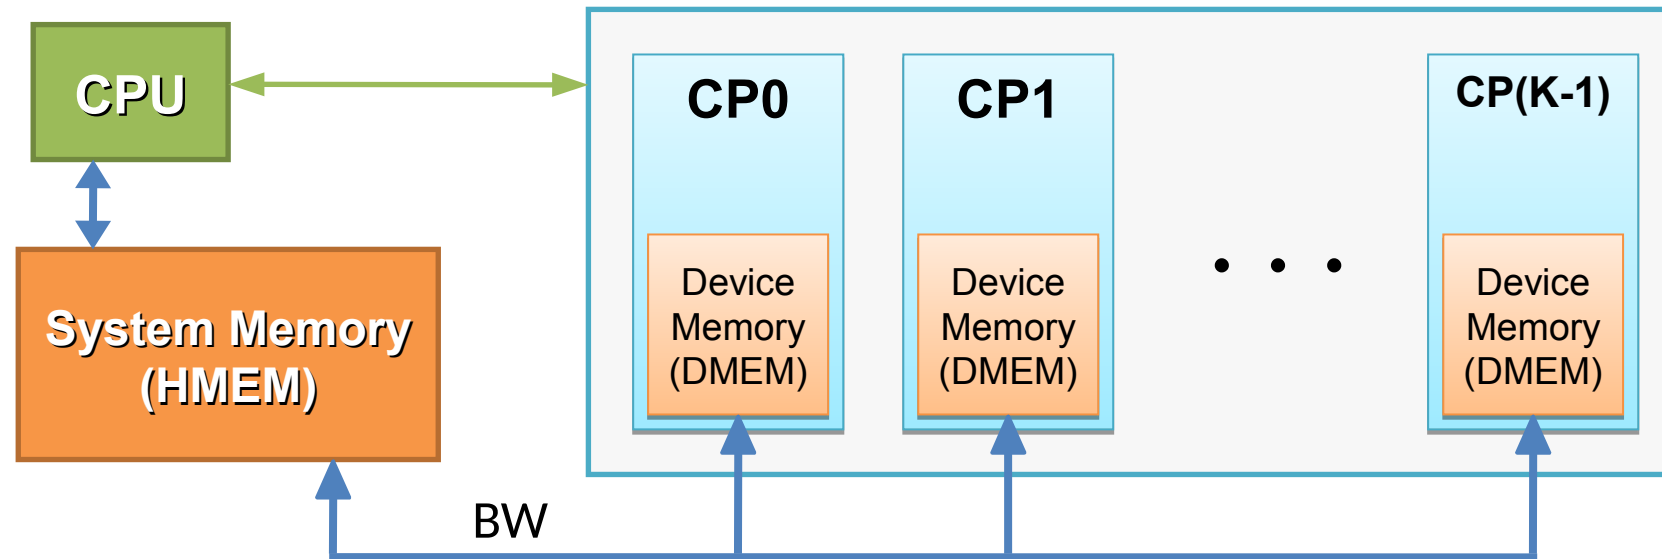 CPU
System Memory
(HMEM)
BW
CP0
Device
Memory
(DMEM)
CP1
Device
Memory
(DMEM)
. . .
CP(K-1)
Device
Memory
(DMEM)